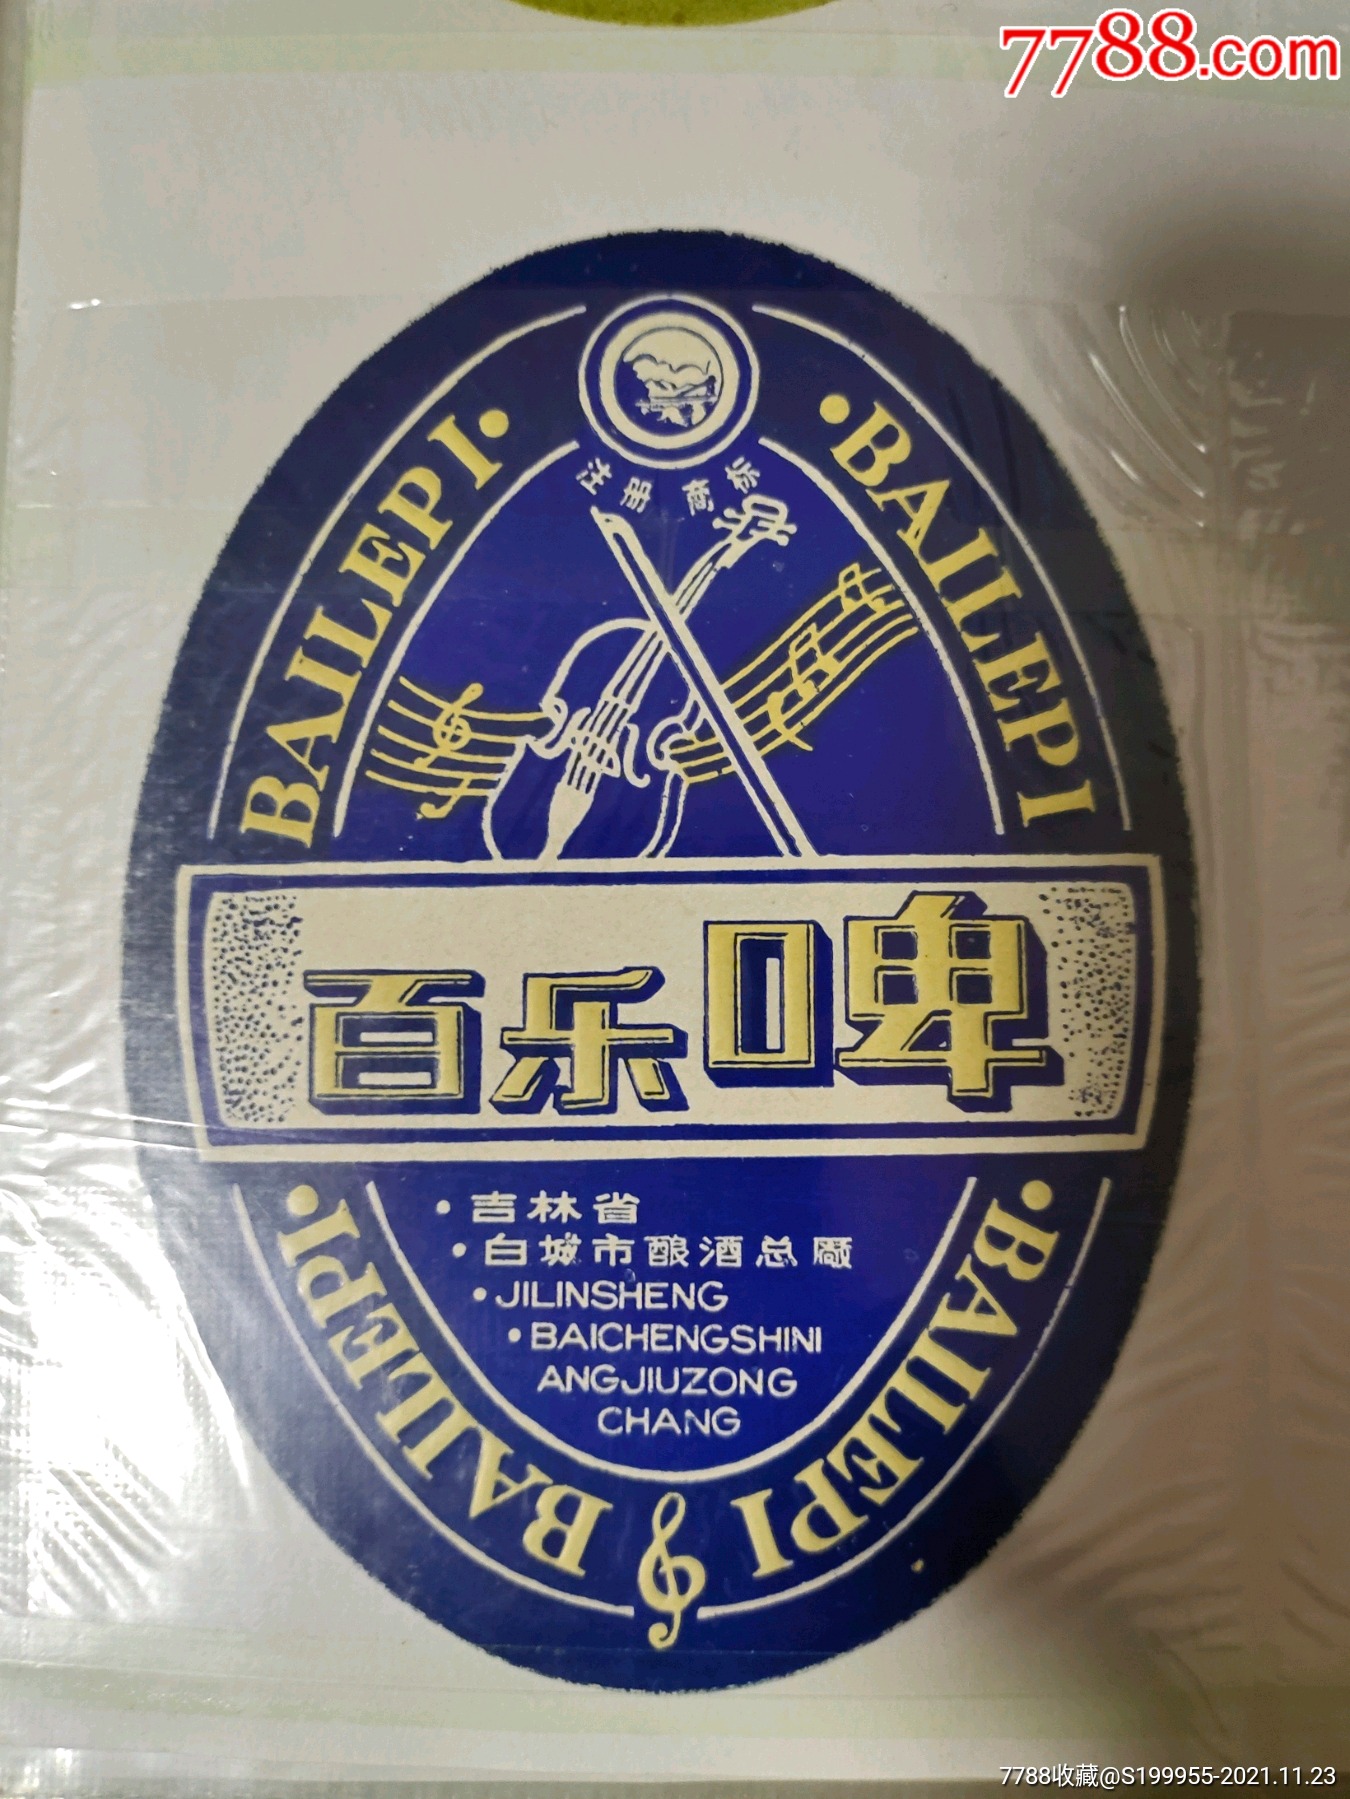 7788.com
BAILEPI
BAILEPI
注册 商标
百乐啤
吉林省
白城市酿酒总厰
JILINSHENG
BAICHENGSHINI
ANGJIUZONG
CHANG
BAILEPI
BAILEPI
7788收藏@S199955-2021.11.23